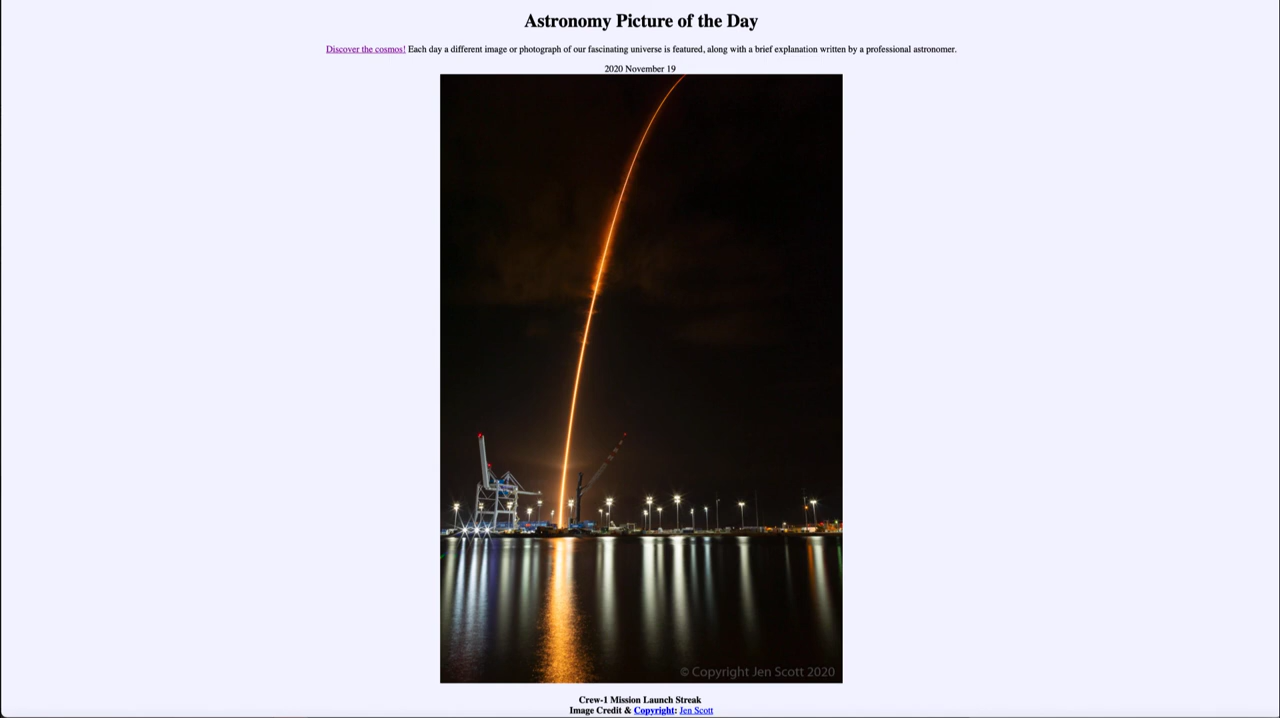 Astronomy Picture of the Day
Discover the cosmos! Each day a different image or photograph of our fascinating universe is featured, along with a brief explanation written by a professional astronomer.
2020 November 19
© Copyright Jen Scott 2020
Crew-1 Mission Launch Streak
Image Credit & Copyright: Jen Scott